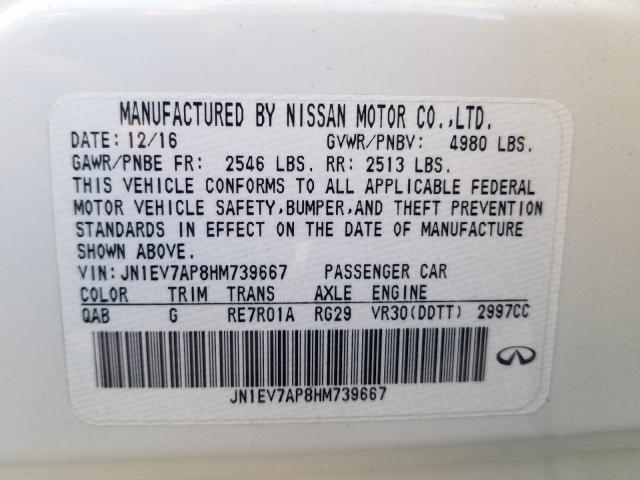 MANUFACTURED BY NISSAN MOTOR CO.,LTD.
DATE: 12/16 GVWR/PNBV: 4980 LBS.
GAWR/PNBE FR: 2546 LBS. RR: 2513 LBS.
THIS VEHICLE CONFORMS TO ALL APPLICABLE FEDERAL
MOTOR VEHICLE SAFETY,BUMPER,AND THEFT PREVENTION
STANDARDS IN EFFECT ON THE DATE OF MANUFACTURE
SHOWN ABOVE.
VIN: JN1EV7AP8HM739667 PASSENGER CAR
COLOR TRIM TRANS AXLE ENGINE
QAB G RE7R01A RG29 VR30(DDTT) 2997CC
JN1EV7AP8HM739667